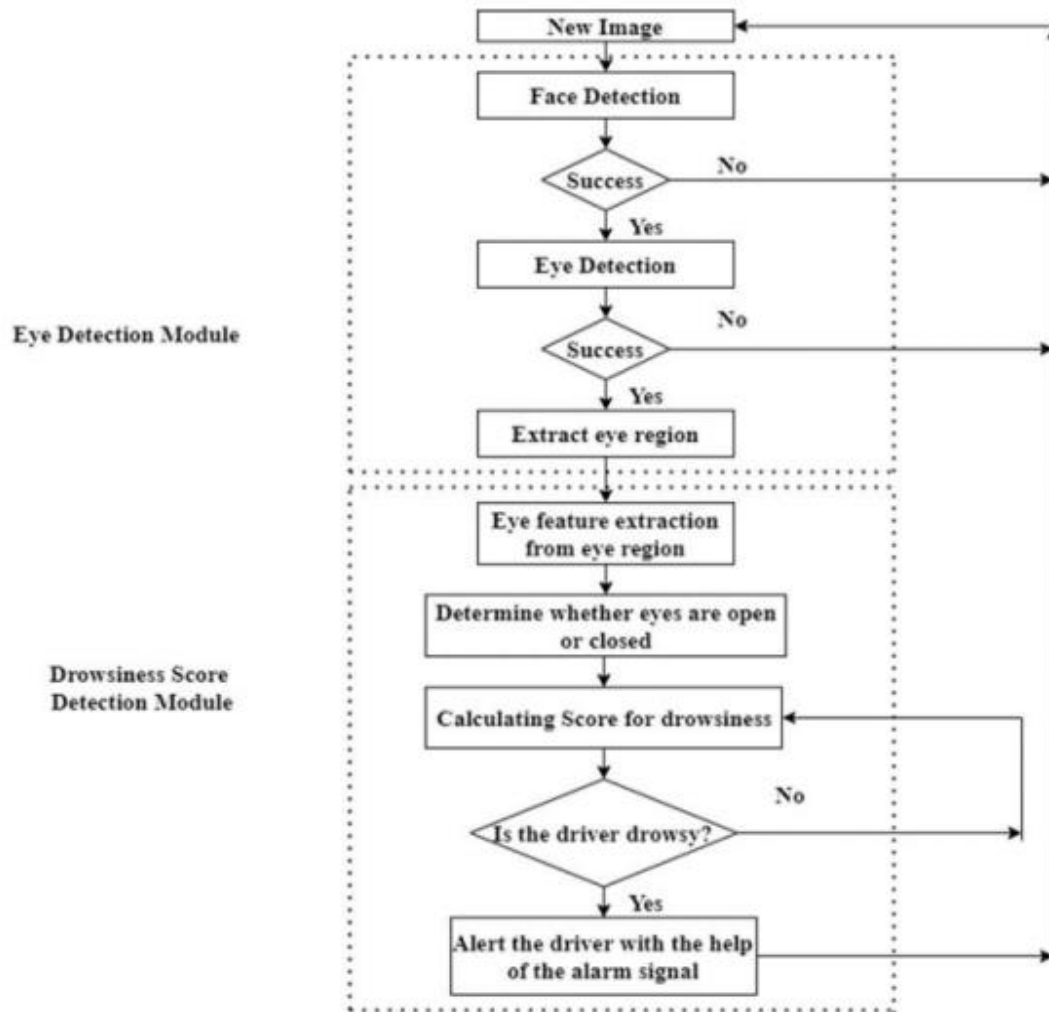 New Image
Face Detection
Success
No
Yes
Eye Detection
Eye Detection Module
Success
No
Yes
Extract eye region
Eye feature extraction
from eye region
Determine whether eyes are open
or closed
Drowsiness Score
Detection Module
Calculating Score for drowsiness
No
Is the driver drowsy?
Yes
Alert the driver with the help
of the alarm signal